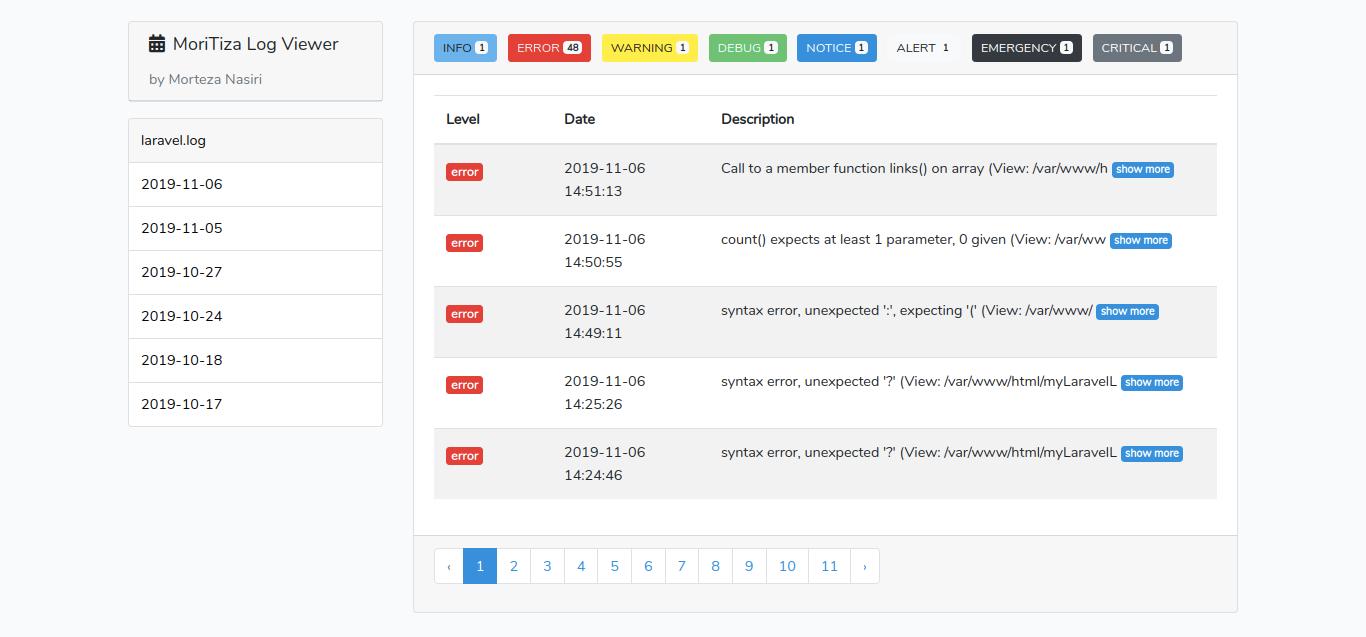 MoriTiza Log Viewer
by Morteza Nasiri
laravel.log
2019-11-06
2019-11-05
2019-10-27
2019-10-24
2019-10-18
2019-10-17
INFO 1 ERROR 48 WARNING 1 DEBUG 1 NOTICE 1 ALERT 1 EMERGENCY 1 CRITICAL 1
Level Date Description
error 2019-11-06 14:51:13 Call to a member function links() on array (View: /var/www/h show more
error 2019-11-06 14:50:55 count() expects at least 1 parameter, 0 given (View: /var/ww show more
error 2019-11-06 14:49:11 syntax error, unexpected ':', expecting '(' (View: /var/www/ show more
error 2019-11-06 14:25:26 syntax error, unexpected '?' (View: /var/www/html/myLaravelL show more
error 2019-11-06 14:24:46 syntax error, unexpected '?' (View: /var/www/html/myLaravelL show more
‹ 1 2 3 4 5 6 7 8 9 10 11 ›